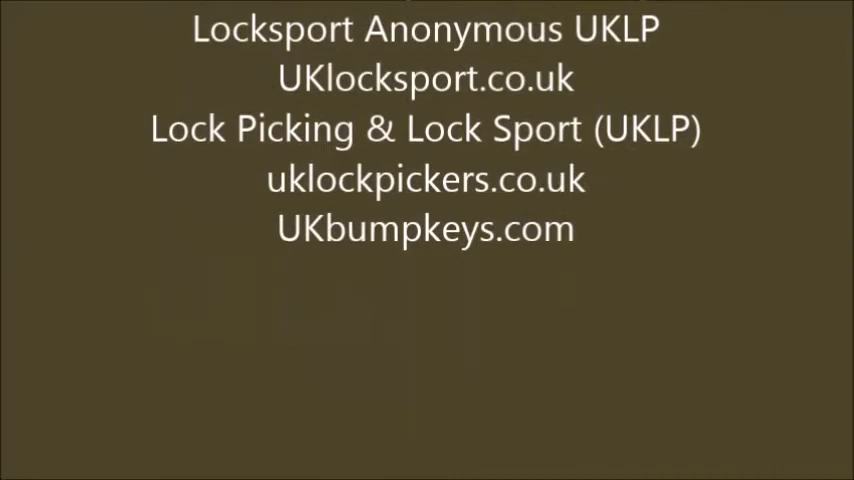 Locksport Anonymous UKLP
UKlocksport.co.uk
Lock Picking & Lock Sport (UKLP)
uklockpickers.co.uk
UKbumpkeys.com